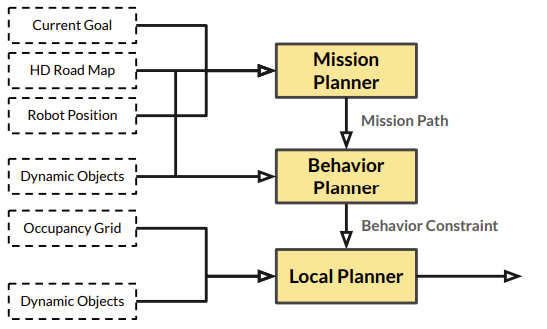 Current Goal
HD Road Map
Robot Position
Dynamic Objects
Occupancy Grid
Dynamic Objects
Mission
Planner
Mission Path
Behavior
Planner
Behavior Constraint
Local Planner